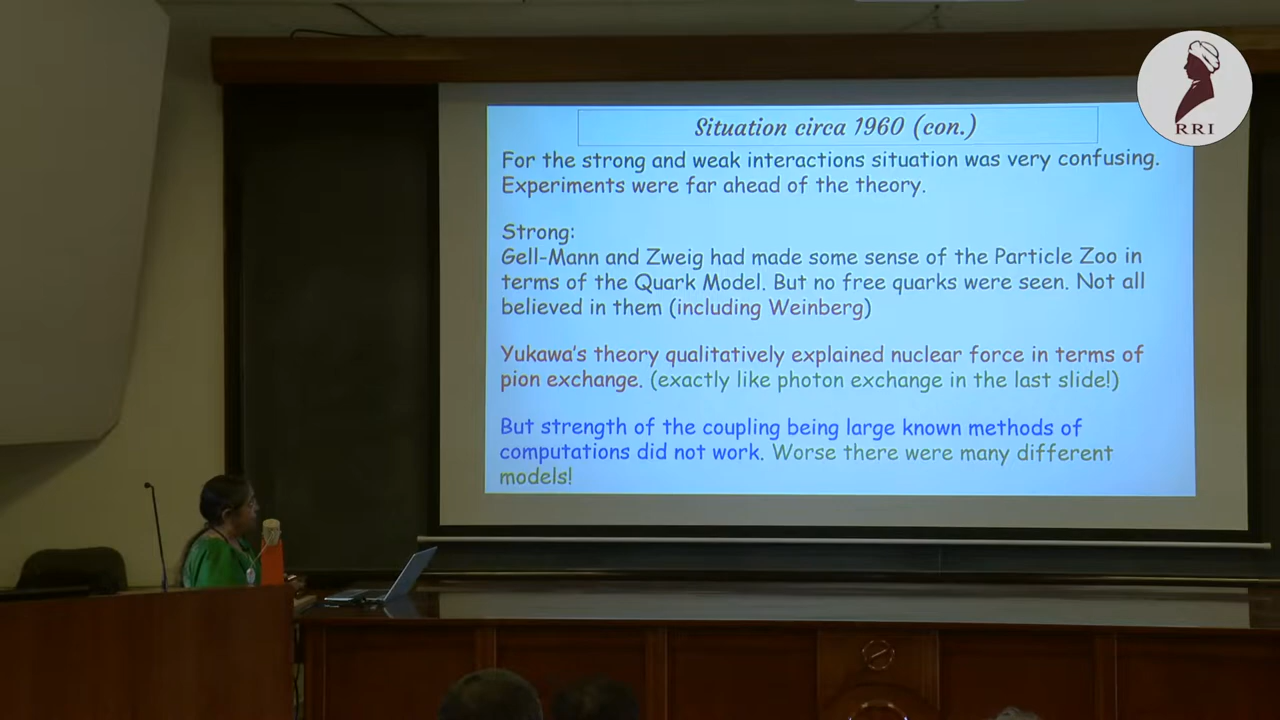 Situation circa 1960 (con.)
For the strong and weak interactions situation was very confusing.
Experiments were far ahead of the theory.
Strong:
Gell-Mann and Zweig had made some sense of the Particle Zoo in
terms of the Quark Model. But no free quarks were seen. Not all
believed in them (including Weinberg)
Yukawa's theory qualitatively explained nuclear force in terms of
pion exchange. (exactly like photon exchange in the last slide!)
But strength of the coupling being large known methods of
computations did not work. Worse there were many different
models!
RRI